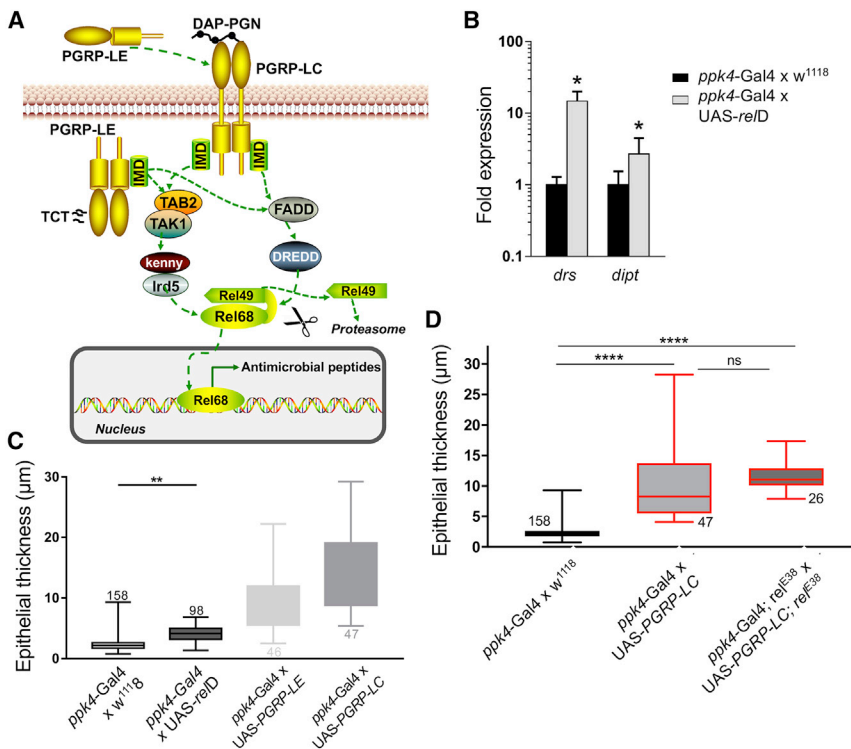 A
DAP-PGN
PGRP-LE
PGRP-LC
PGRP-LE
IMD
IMD
IMD
TCT
TAB2
TAK1
FADD
kenny
Ird5
DREDD
Rel49
Rel49
Rel68
Proteasome
Antimicrobial peptides
Rel68
Nucleus
B
Fold expression
100
10
1
0.1
*
*
drs
dipt
ppk4-Gal4 x w1118
ppk4-Gal4 x
UAS-relD
C
Epithelial thickness (µm)
30
20
10
0
**
158
98
46
47
ppk4-Gal4
x w1118
ppk4-Gal4
x UAS-relD
ppk4-Gal4 x
UAS-PGRP-LE
ppk4-Gal4 x
UAS-PGRP-LC
D
Epithelial thickness (µm)
30
25
20
15
10
5
0
****
****
ns
158
47
26
ppk4-Gal4 x w1118
ppk4-Gal4 x
UAS-PGRP-LC
ppk4-Gal4; relE38 x
UAS-PGRP-LC; relE38